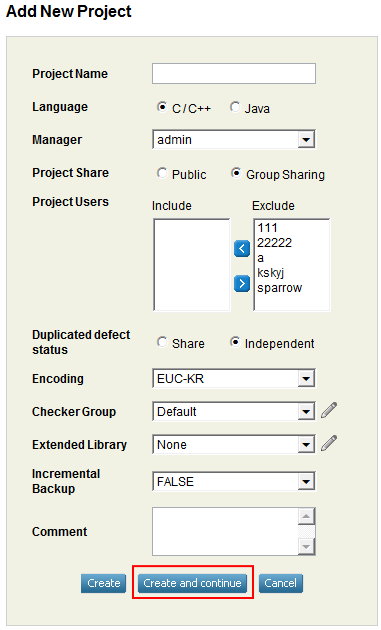 Add New Project
Project Name
Language C / C++ Java
Manager admin
Project Share Public Group Sharing
Project Users Include Exclude
111
22222
a
kskyj
sparrow
Duplicated defect
status Share Independent
Encoding EUC-KR
Checker Group Default
Extended Library None
Incremental
Backup FALSE
Comment
Create Create and continue Cancel